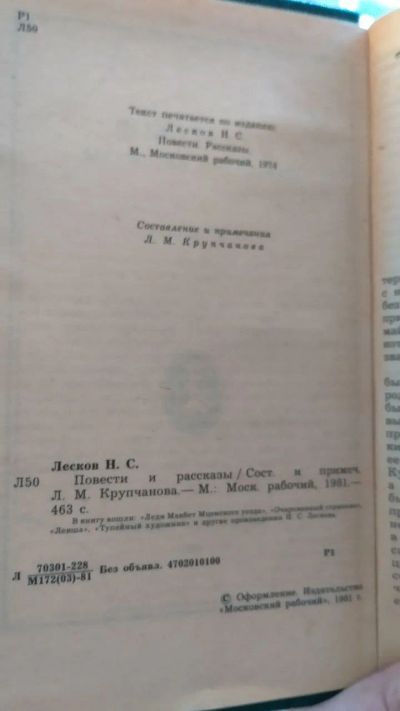 Р1
Л50
Текст печатается по изданию:
Лесков Н. С.
Повести. Рассказы.
М., Московский рабочий, 1974
Составление и примечания
Л. М. Крупчанова
Лесков Н. С.
Л50 Повести и рассказы / Сост. и примеч.
Л. М. Крупчанова.— М.: Моск. рабочий, 1981.—
463 с.
В книгу вошли: «Леди Макбет Мценского уезда», «Очарованный странник»,
«Левша», «Тупейный художник» и другие произведения Н. С. Лескова.
Л 70301-228 Без объявл. 4702010100
М172(03)-81
Р1
© Оформление. Издательство
«Московский рабочий», 1981 г.